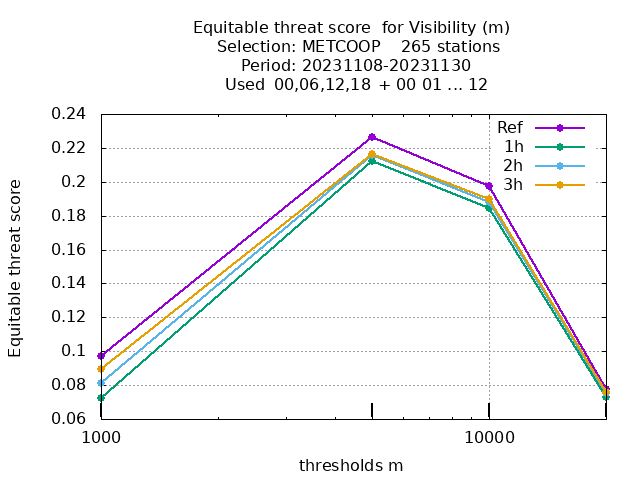 Equitable threat score  for Visibility (m)
Selection: METCOOP    265 stations
Period: 20231108-20231130
Used  00,06,12,18 + 00 01 ... 12
Equitable threat score
0.24
0.22
0.2
0.18
0.16
0.14
0.12
0.1
0.08
0.06
1000
10000
thresholds m
Ref
1h
2h
3h